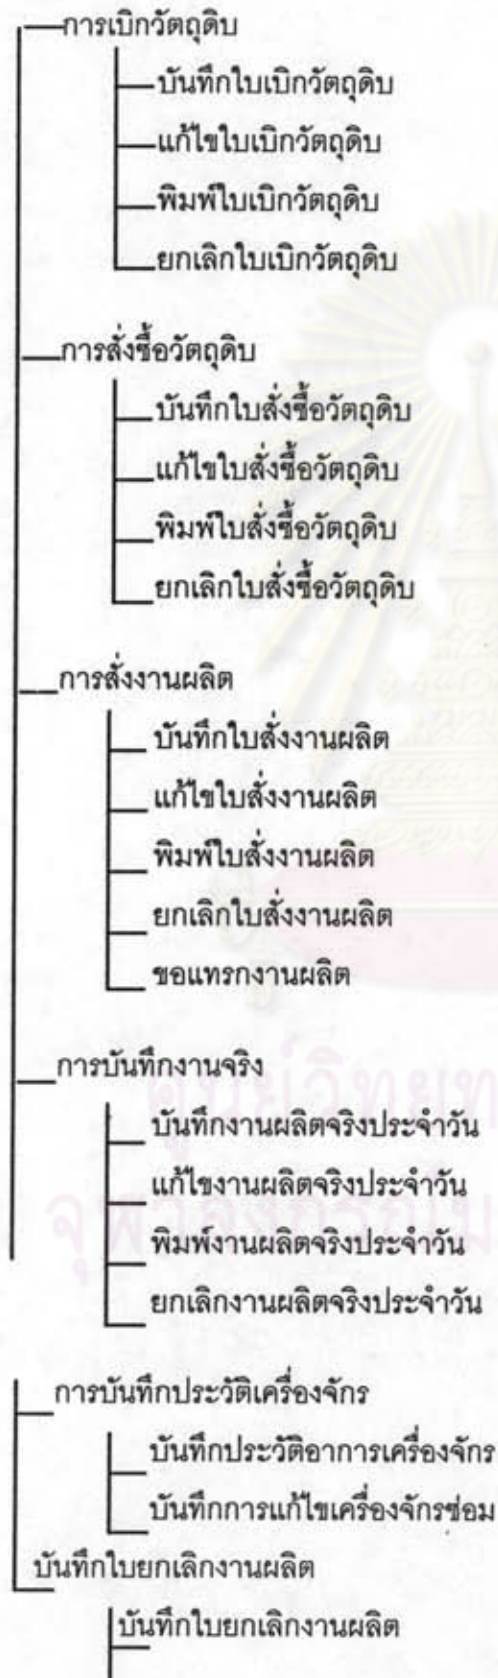 การเบิกวัตถุดิบ
บันทึกใบเบิกวัตถุดิบ
แก้ไขใบเบิกวัตถุดิบ
พิมพ์ใบเบิกวัตถุดิบ
ยกเลิกใบเบิกวัตถุดิบ
การสั่งซื้อวัตถุดิบ
บันทึกใบสั่งซื้อวัตถุดิบ
แก้ไขใบสั่งซื้อวัตถุดิบ
พิมพ์ใบสั่งซื้อวัตถุดิบ
ยกเลิกใบสั่งซื้อวัตถุดิบ
การสั่งงานผลิต
บันทึกใบสั่งงานผลิต
แก้ไขใบสั่งงานผลิต
พิมพ์ใบสั่งงานผลิต
ยกเลิกใบสั่งงานผลิต
ขอแทรกงานผลิต
การบันทึกงานจริง
บันทึกงานผลิตจริงประจำวัน
แก้ไขงานผลิตจริงประจำวัน
พิมพ์งานผลิตจริงประจำวัน
ยกเลิกงานผลิตจริงประจำวัน
การบันทึกประวัติเครื่องจักร
บันทึกประวัติอาการเครื่องจักร
บันทึกการแก้ไขเครื่องจักรซ่อม
บันทึกใบยกเลิกงานผลิต
บันทึกใบยกเลิกงานผลิต